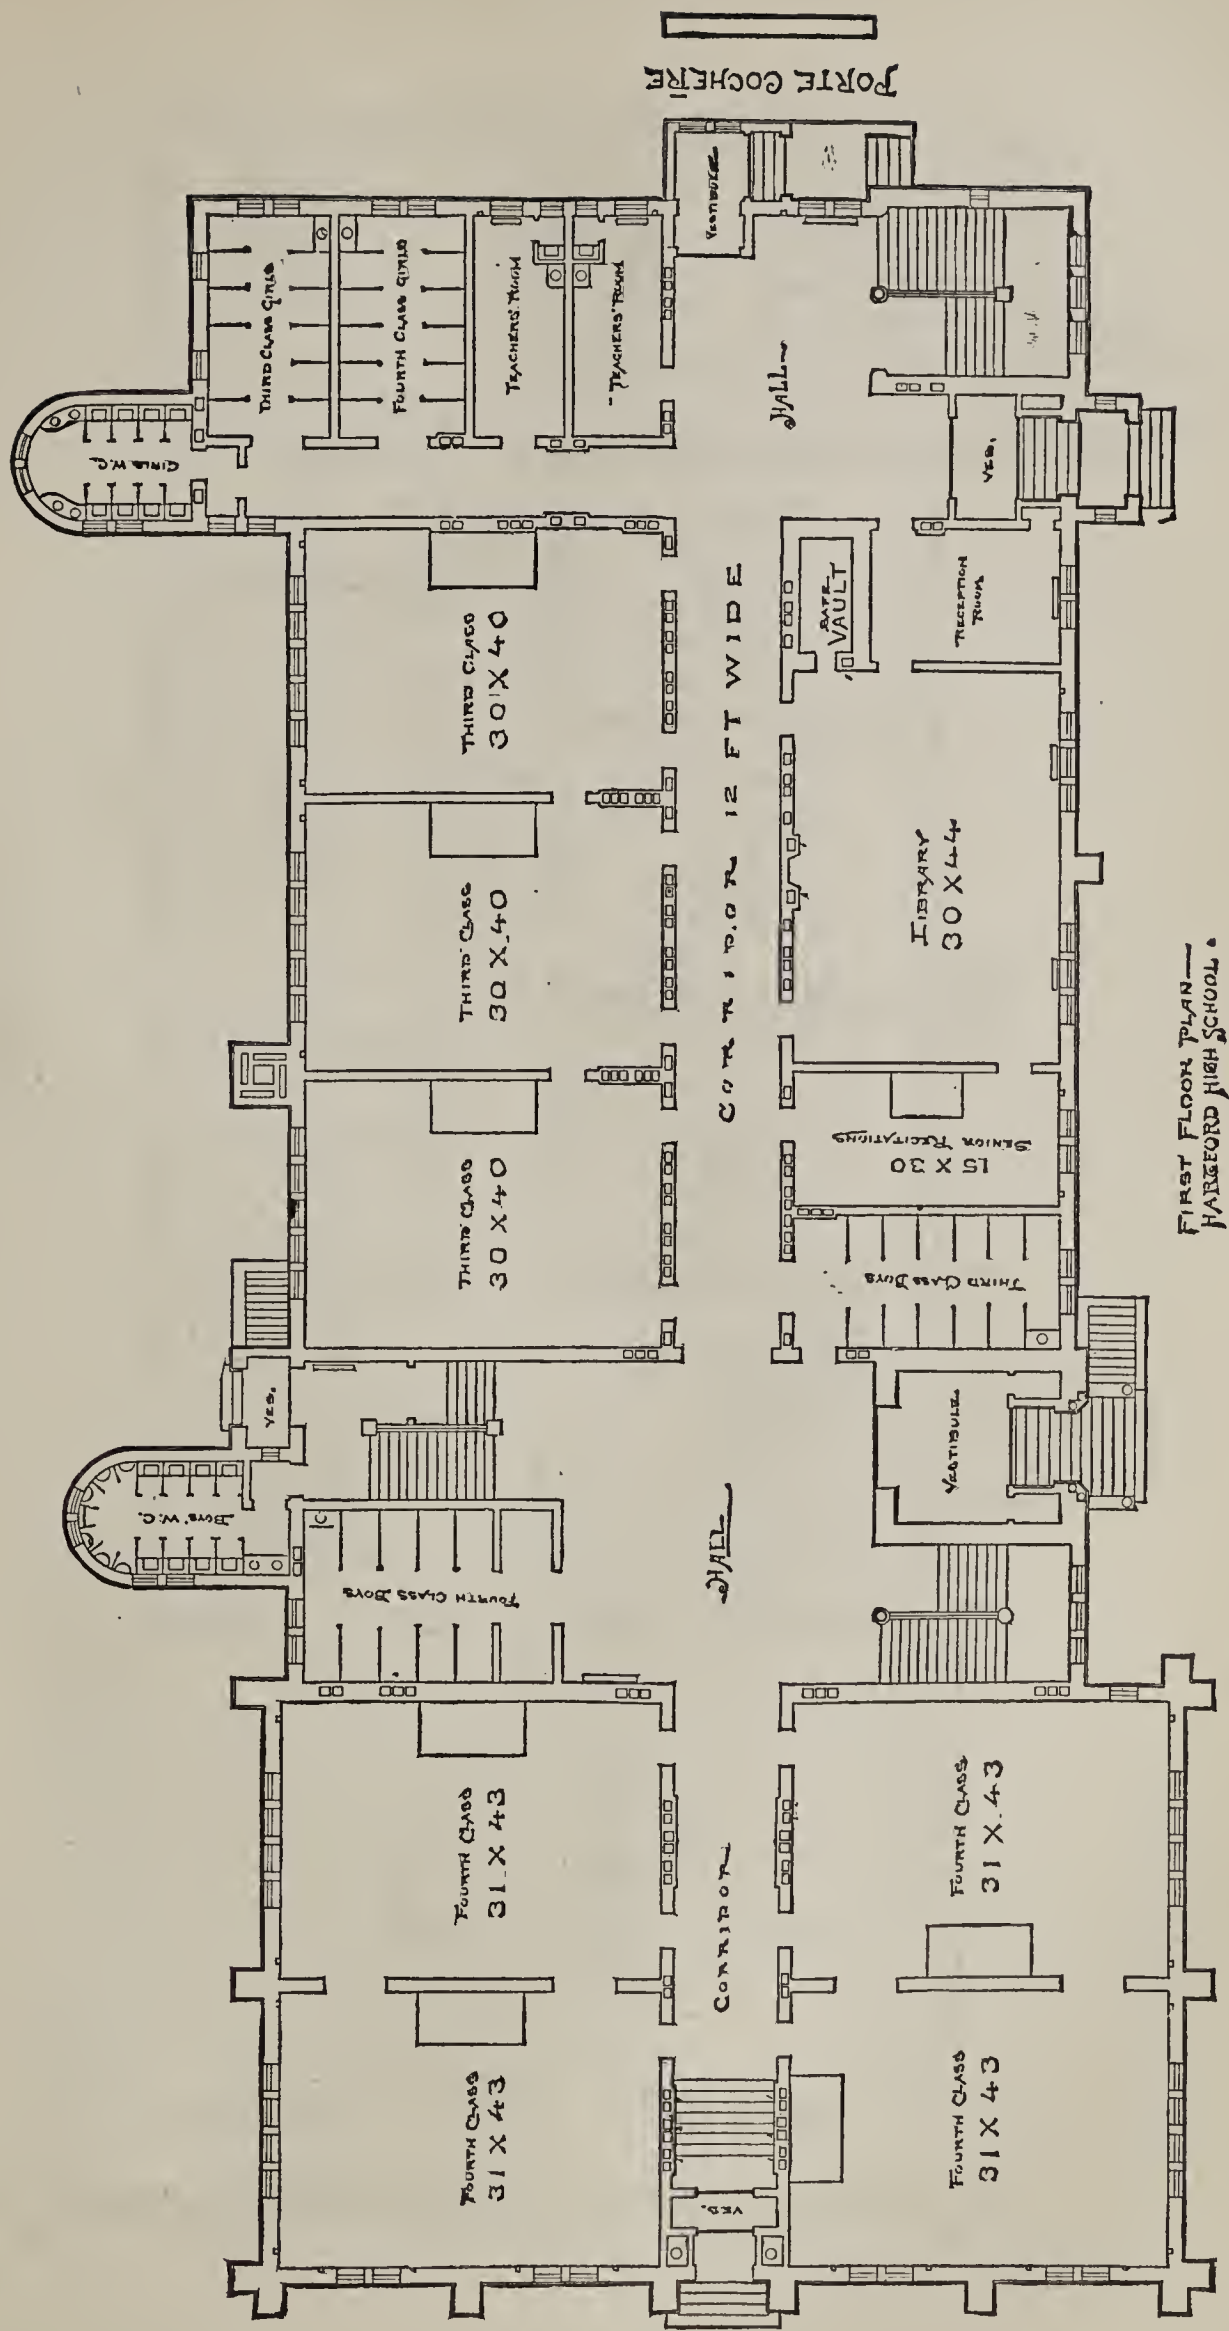 PORTE COCHERE
VESTIBULE
THIRD CLASS GIRLS
FOURTH CLASS GIRLS
TEACHERS' ROOM
TEACHERS' ROOM
GIRLS W.C.
HALL
VES.
THIRD CLASS
30 X 40
CORRIDOR 12 FT WIDE
SAFE
VAULT
RECEPTION
ROOM
THIRD CLASS
30 X 40
LIBRARY
30 X 44
THIRD CLASS
30 X 40
SENIOR RECITATIONS
15 X 30
THIRD CLASS BOYS
VES.
BOYS' W.C.
FOURTH CLASS BOYS
HALL
VESTIBULE
FOURTH CLASS
31 X 43
CORRIDOR
FOURTH CLASS
31 X 43
FOURTH CLASS
31 X 43
VES.
FOURTH CLASS
31 X 43
FIRST FLOOR PLAN—
HARTFORD HIGH SCHOOL.